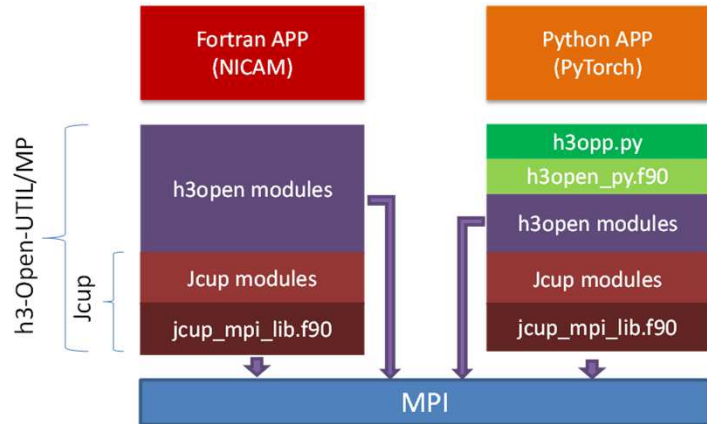 Fortran APP
(NICAM)
Python APP
(PyTorch)
h3-Open-UTIL/MP
Jcup
h3open modules
Jcup modules
jcup_mpi_lib.f90
h3opp.py
h3open_py.f90
h3open modules
Jcup modules
jcup_mpi_lib.f90
MPI